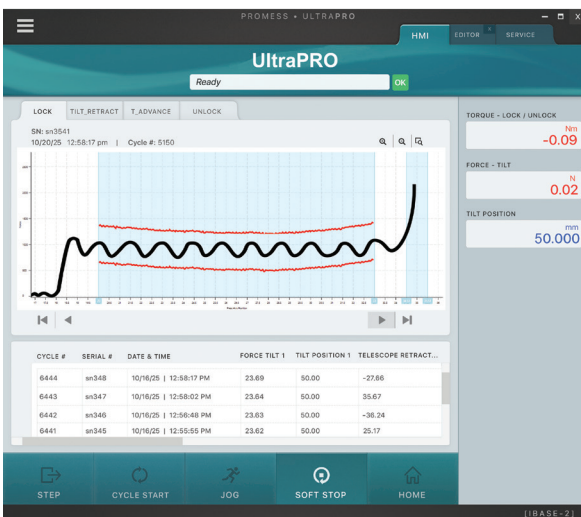 PROMESS • ULTRAPRO
HMI
EDITOR
x
SERVICE
UltraPRO
Ready
OK
LOCK
TILT_RETRACT
T_ADVANCE
UNLOCK
SN: sn3541
10/20/25 12:58:17 pm | Cycle #: 5150
TORQUE - LOCK / UNLOCK
Nm
-0.09
FORCE - TILT
N
0.02
TILT POSITION
mm
50.000
CYCLE # SERIAL # DATE & TIME FORCE TILT 1 TILT POSITION 1 TELESCOPE RETRACT...
6444 sn348 10/16/25 | 12:58:17 PM 23.69 50.00 -27.66
6443 sn347 10/16/25 | 12:58:02 PM 23.64 50.00 35.67
6442 sn346 10/16/25 | 12:56:48 PM 23.63 50.00 -36.24
6441 sn345 10/16/25 | 12:55:55 PM 23.62 50.00 25.17
STEP
CYCLE START
JOG
SOFT STOP
HOME
[IBASE-2]